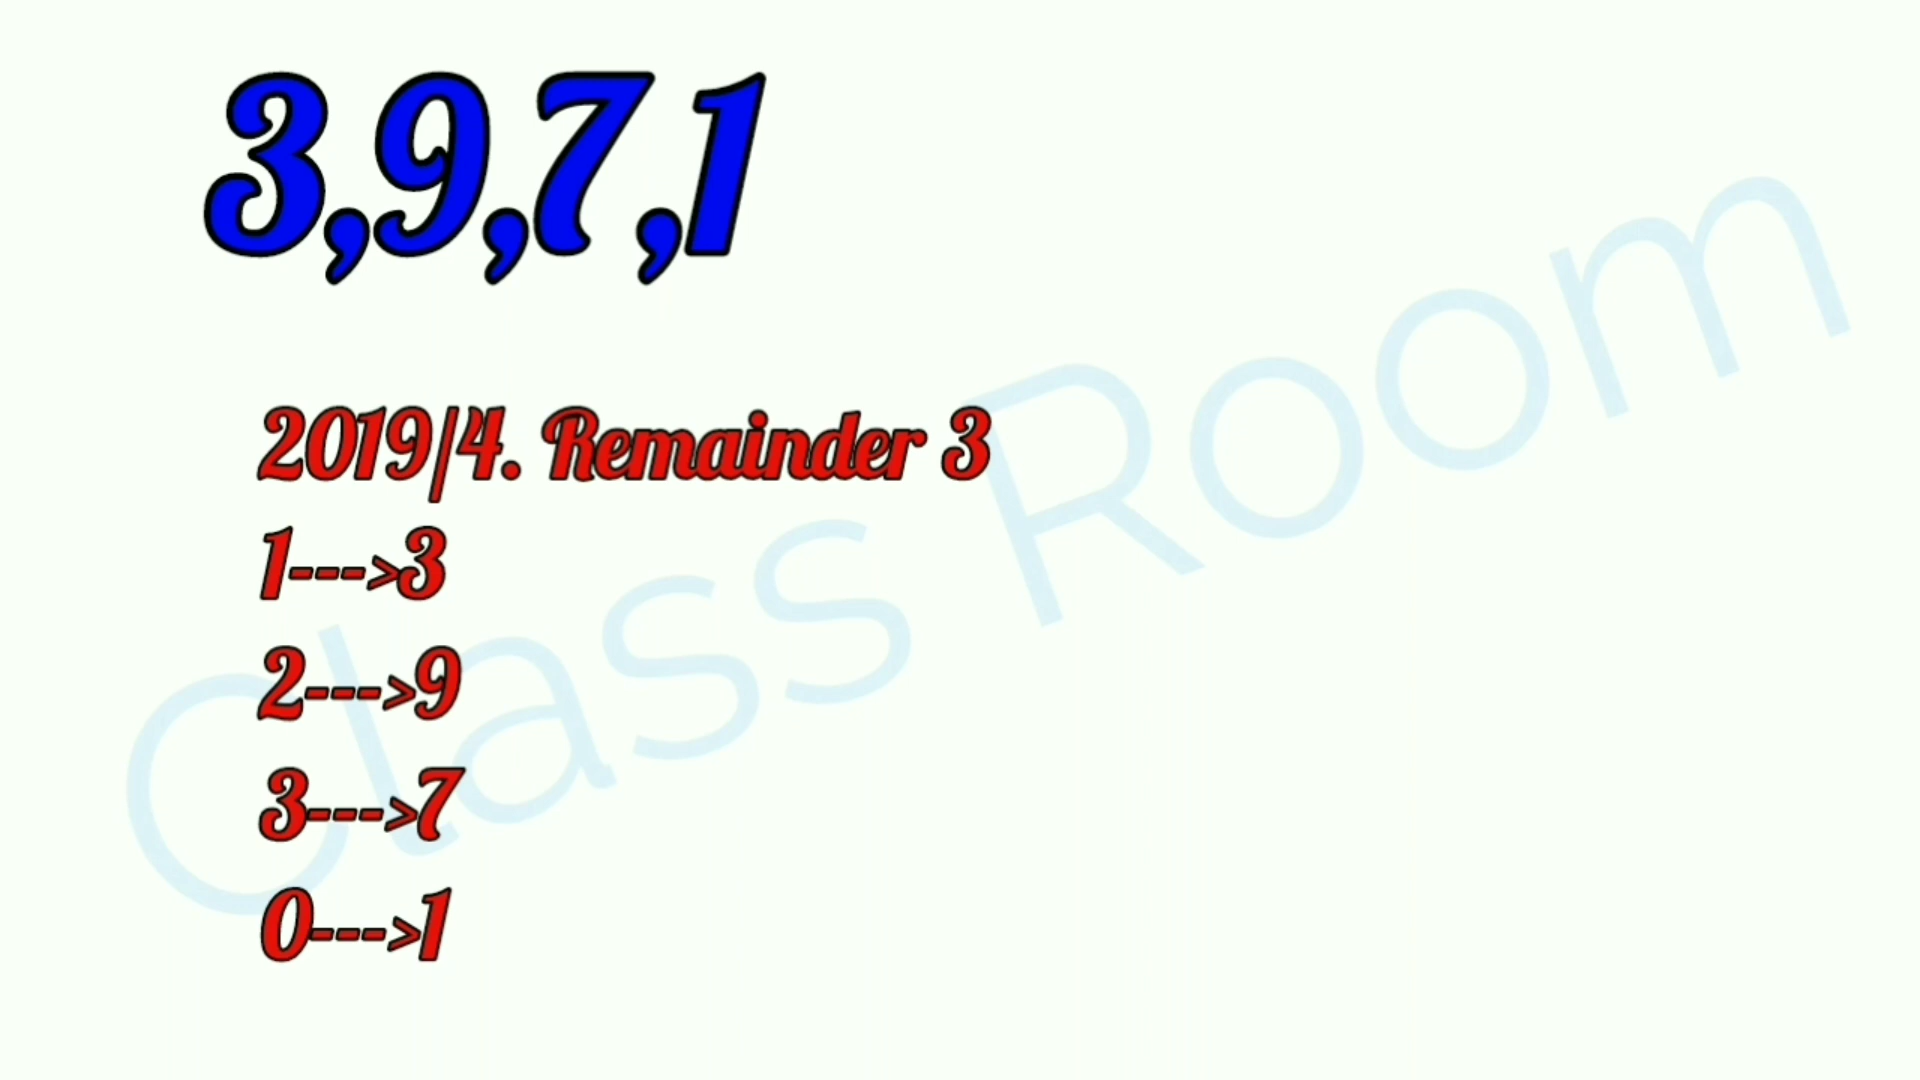 3,9,7,1
2019/4. Remainder 3
1--->3
2--->9
3--->7
0--->1
Class Room